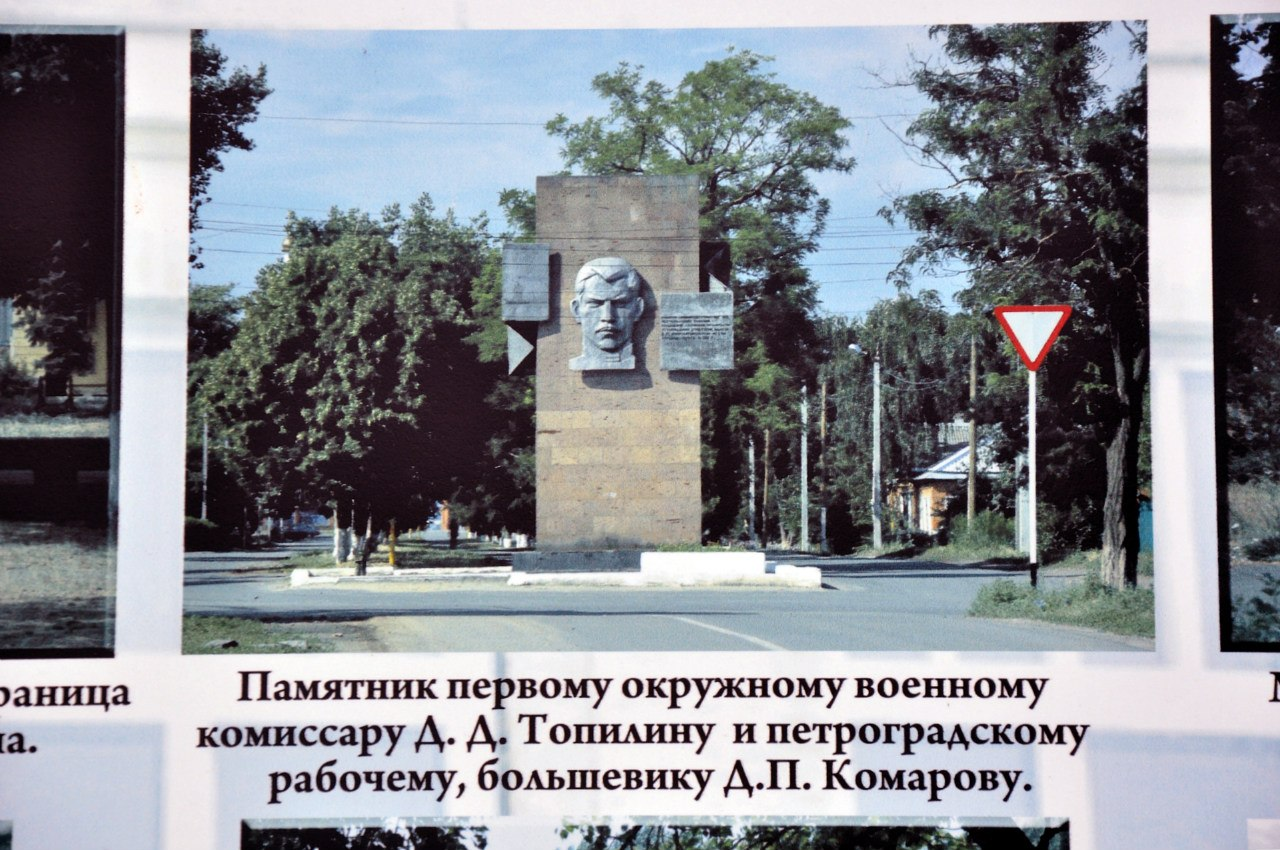 Памятник первому окружному военному
комиссару Д. Д. Топилину и петроградскому
рабочему, большевику Д.П. Комарову.
раница
а.